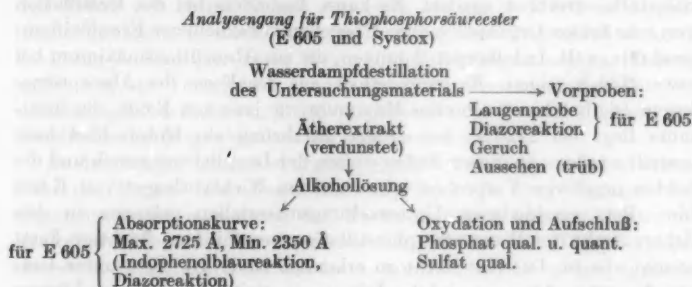 Analysengang für Thiophosphorsäureester
(E 605 und Systox)
Wasserdampfdestillation
des Untersuchungsmaterials → Vorproben:
Laugenprobe
Diazoreaktion } für E 605
Geruch
Aussehen (trüb)
Ätherextrakt
(verdunstet)
Alkohollösung
Absorptionskurve:
für E 605 { Max. 2725 Å, Min. 2350 Å
(Indophenolblaureaktion,
Diazoreaktion)
Oxydation und Aufschluß:
Phosphat qual. u. quant.
Sulfat qual.